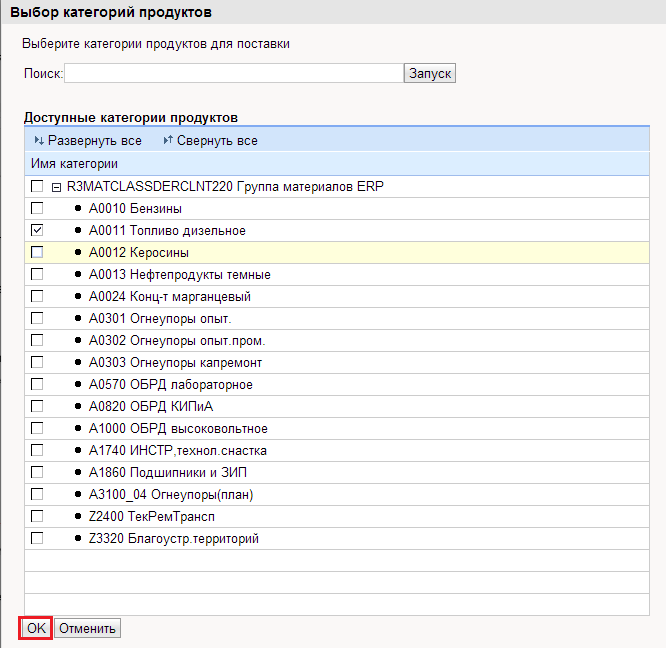 Выбор категорий продуктов
Выберите категории продуктов для поставки
Поиск: Запуск
Доступные категории продуктов
Развернуть все Свернуть все
Имя категории
R3MATCLASSDERCLNT220 Группа материалов ERP
A0010 Бензины
A0011 Топливо дизельное
A0012 Керосины
A0013 Нефтепродукты темные
A0024 Конц-т марганцевый
A0301 Огнеупоры опыт.
A0302 Огнеупоры опыт.пром.
A0303 Огнеупоры капремонт
A0570 ОБРД лабораторное
A0820 ОБРД КИПиА
A1000 ОБРД высоковольтное
A1740 ИНСТР,технол.снастка
A1860 Подшипники и ЗИП
A3100_04 Огнеупоры(план)
Z2400 ТекРемТрансп
Z3320 Благоустр.территорий
OK Отменить